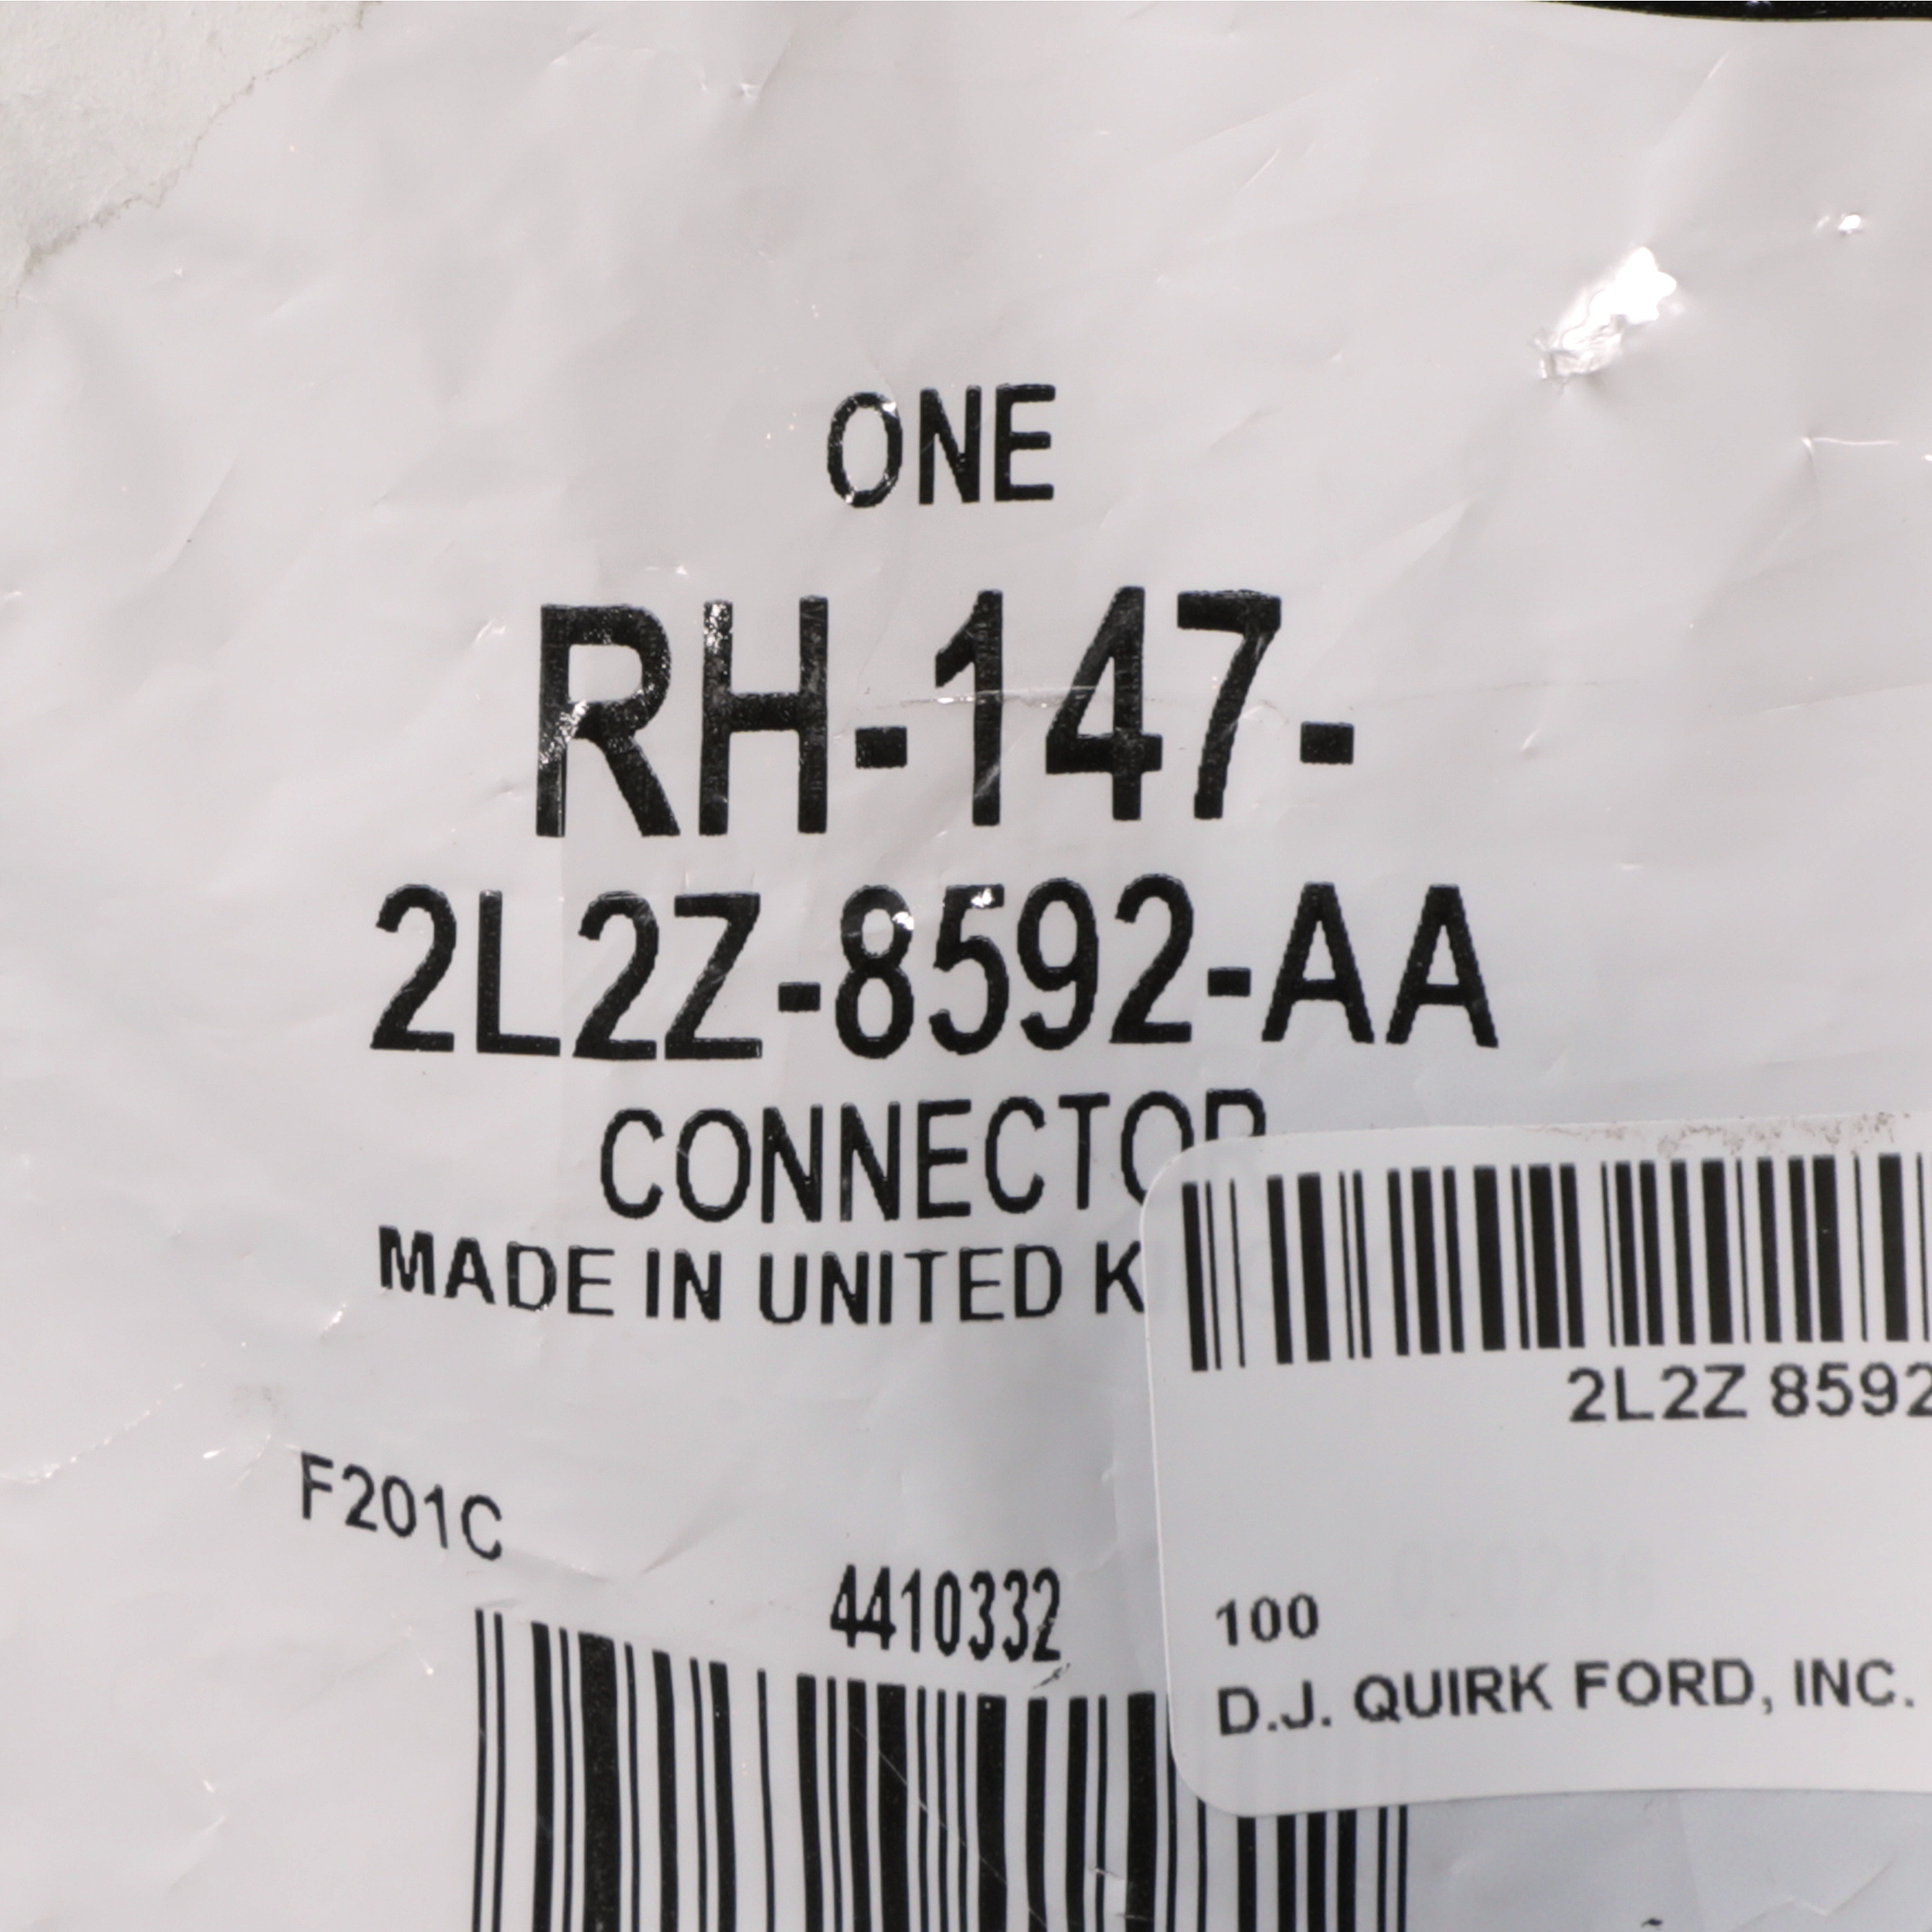 ONE
RH-147-
2L2Z-8592-AA
CONNECTOR
MADE IN UNITED K
2L2Z 8592
F201C
4410332
100
D.J. QUIRK FORD, INC.